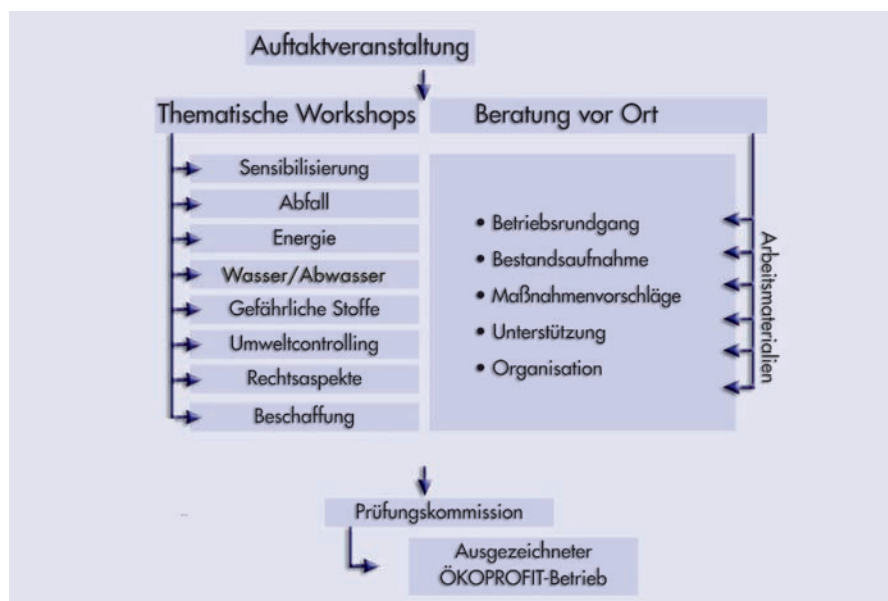 Auftaktveranstaltung
Thematische Workshops
Sensibilisierung
Abfall
Energie
Wasser/Abwasser
Gefährliche Stoffe
Umweltcontrolling
Rechtsaspekte
Beschaffung
Beratung vor Ort
• Betriebsrundgang
• Bestandsaufnahme
• Maßnahmenvorschläge
• Unterstützung
• Organisation
Arbeitsmaterialien
Prüfungskommission
Ausgezeichneter
ÖKOPROFIT-Betrieb